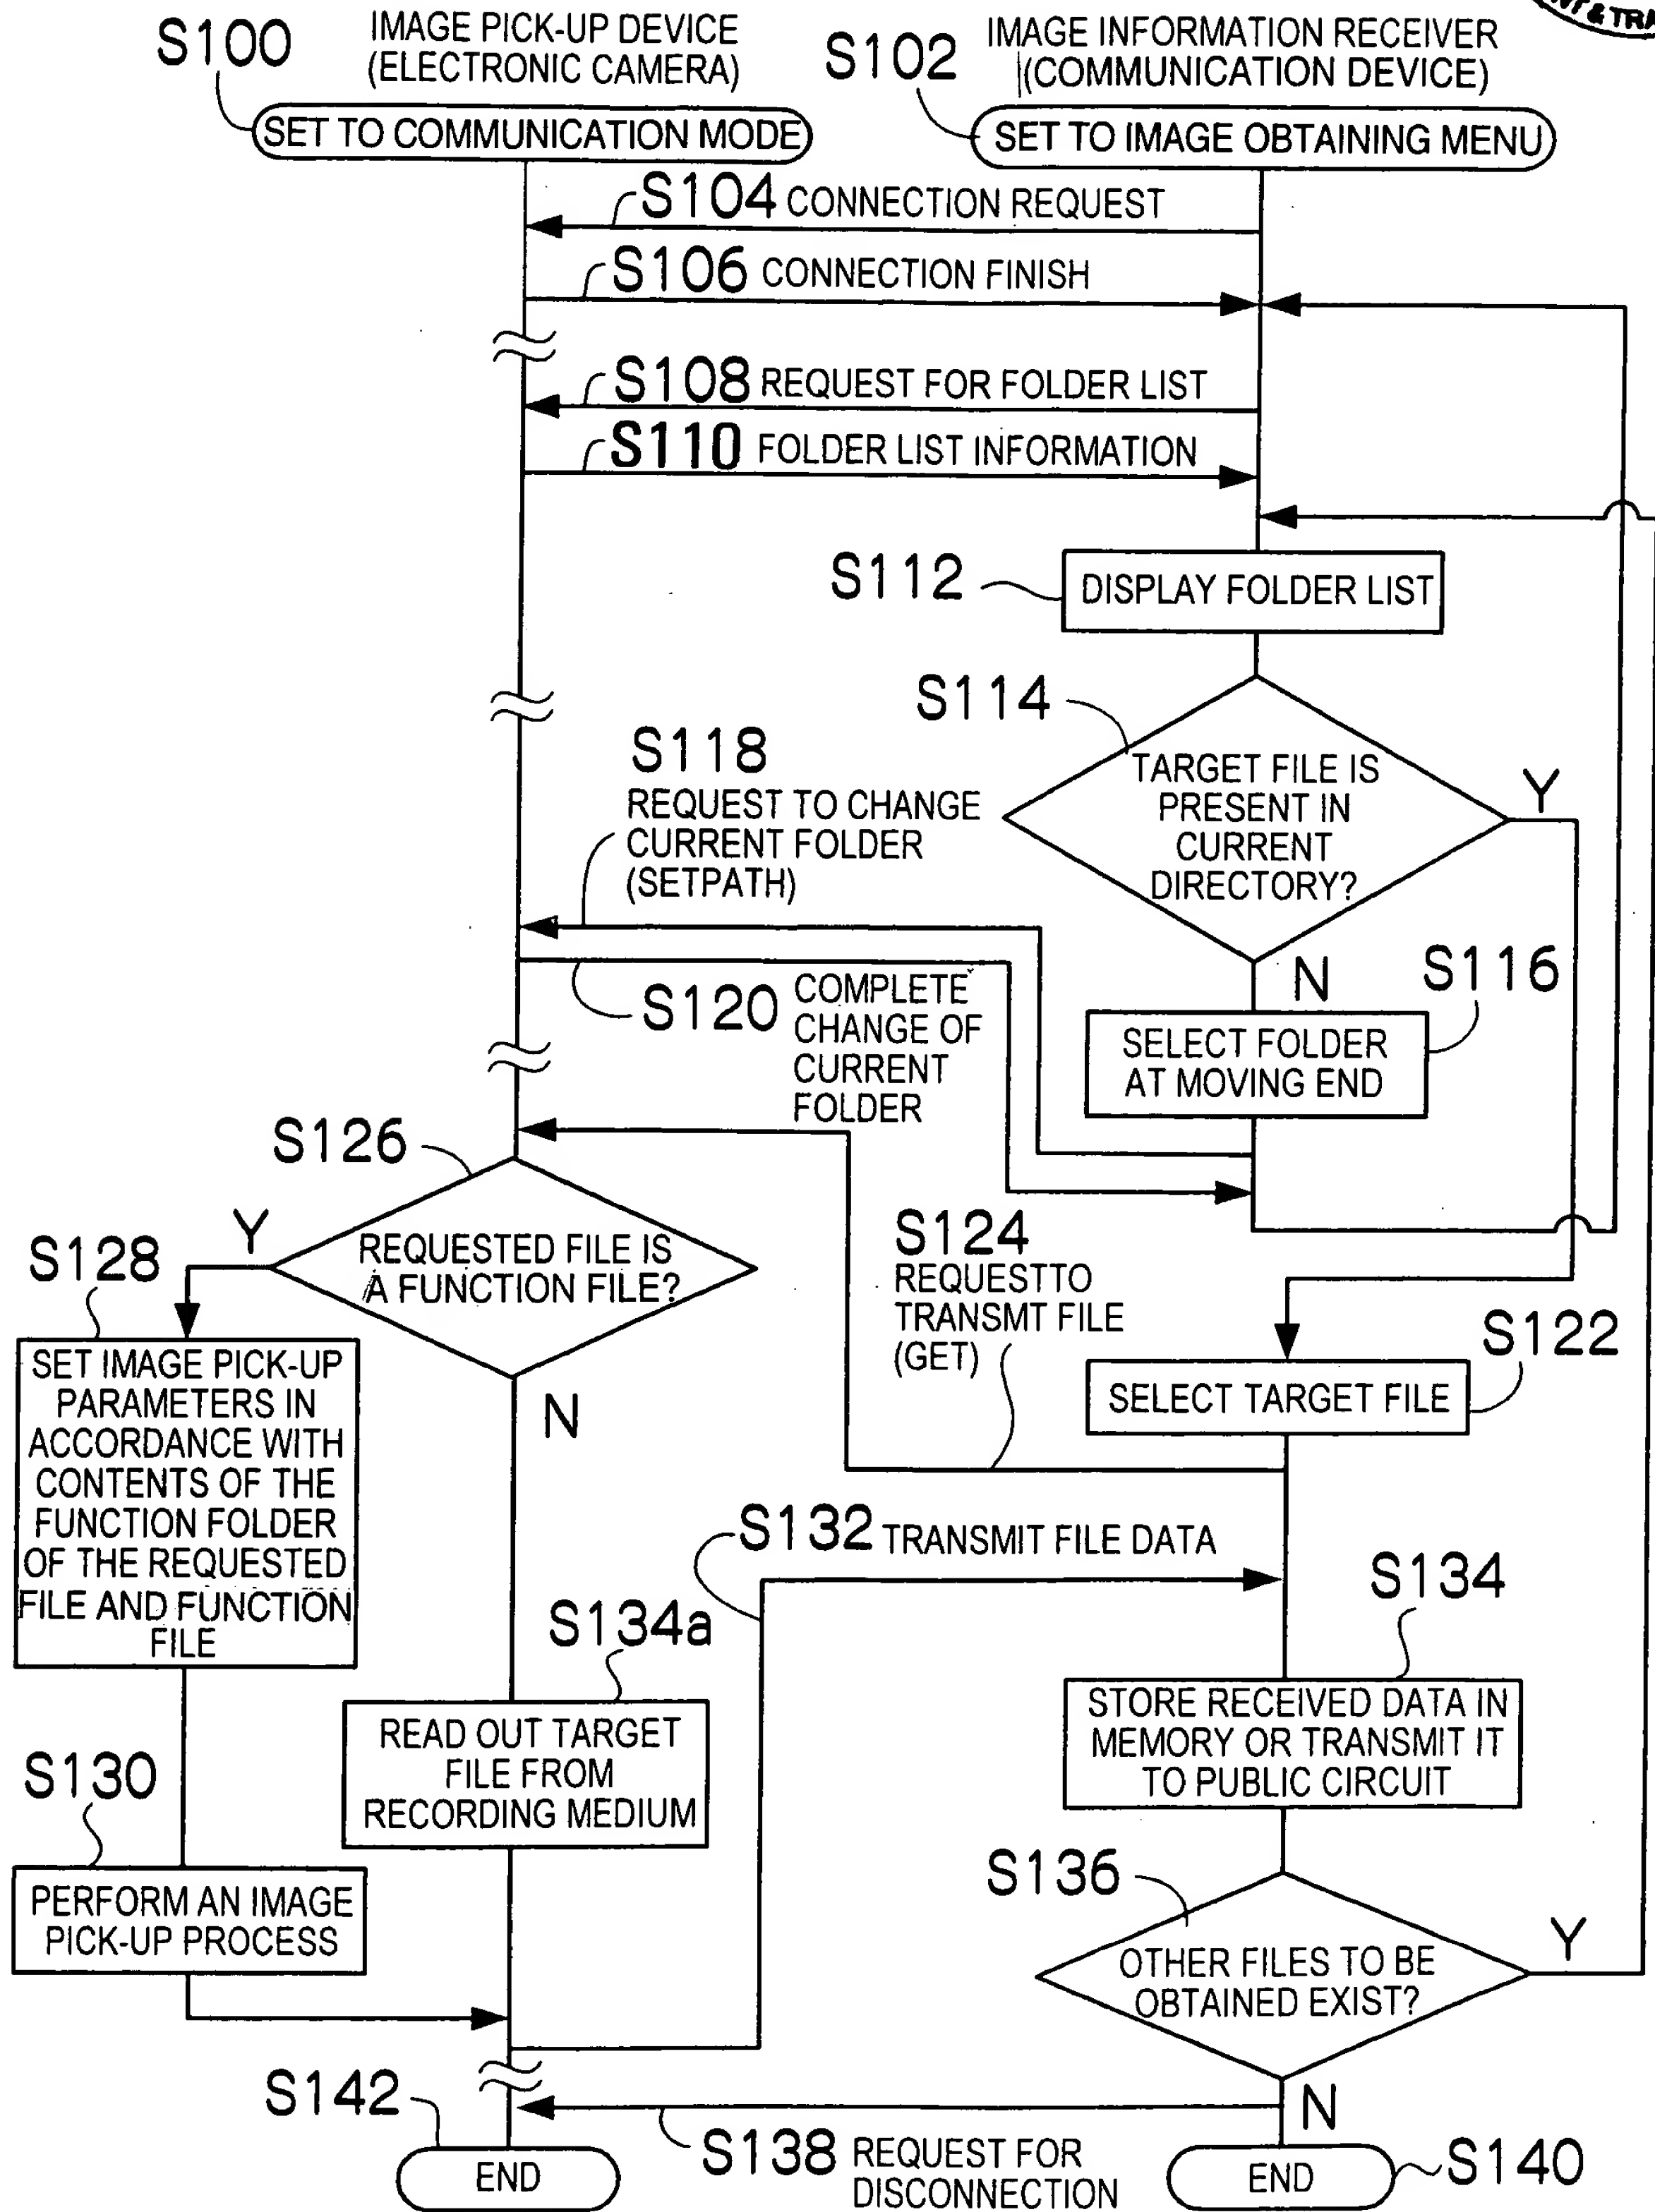 S100
IMAGE PICK-UP DEVICE
(ELECTRONIC CAMERA)
S102
IMAGE INFORMATION RECEIVER
(COMMUNICATION DEVICE)
& TRA
SET TO COMMUNICATION MODE
SET TO IMAGE OBTAINING MENU
S104 CONNECTION REQUEST
S106 CONNECTION FINISH
S108 REQUEST FOR FOLDER LIST
S110 FOLDER LIST INFORMATION
S112
DISPLAY FOLDER LIST
S114
TARGET FILE IS
PRESENT IN
CURRENT
DIRECTORY?
Y
N
S118
REQUEST TO CHANGE
CURRENT FOLDER
(SETPATH)
S116
SELECT FOLDER
AT MOVING END
S120
COMPLETE
CHANGE OF
CURRENT
FOLDER
S126
REQUESTED FILE IS
A FUNCTION FILE?
Y
N
S124
REQUESTTO
TRANSMT FILE
(GET)
S122
SELECT TARGET FILE
S128
SET IMAGE PICK-UP
PARAMETERS IN
ACCORDANCE WITH
CONTENTS OF THE
FUNCTION FOLDER
OF THE REQUESTED
FILE AND FUNCTION
FILE
S132 TRANSMIT FILE DATA
S134
STORE RECEIVED DATA IN
MEMORY OR TRANSMIT IT
TO PUBLIC CIRCUIT
S134a
READ OUT TARGET
FILE FROM
RECORDING MEDIUM
S130
PERFORM AN IMAGE
PICK-UP PROCESS
S136
OTHER FILES TO BE
OBTAINED EXIST?
Y
N
S142
END
S138 REQUEST FOR
DISCONNECTION
END
S140